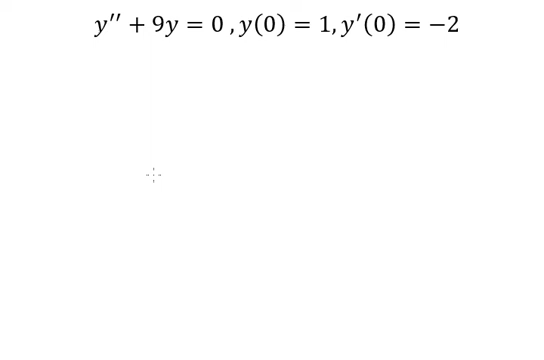 y′′ + 9y = 0 , y(0) = 1, y′(0) = −2